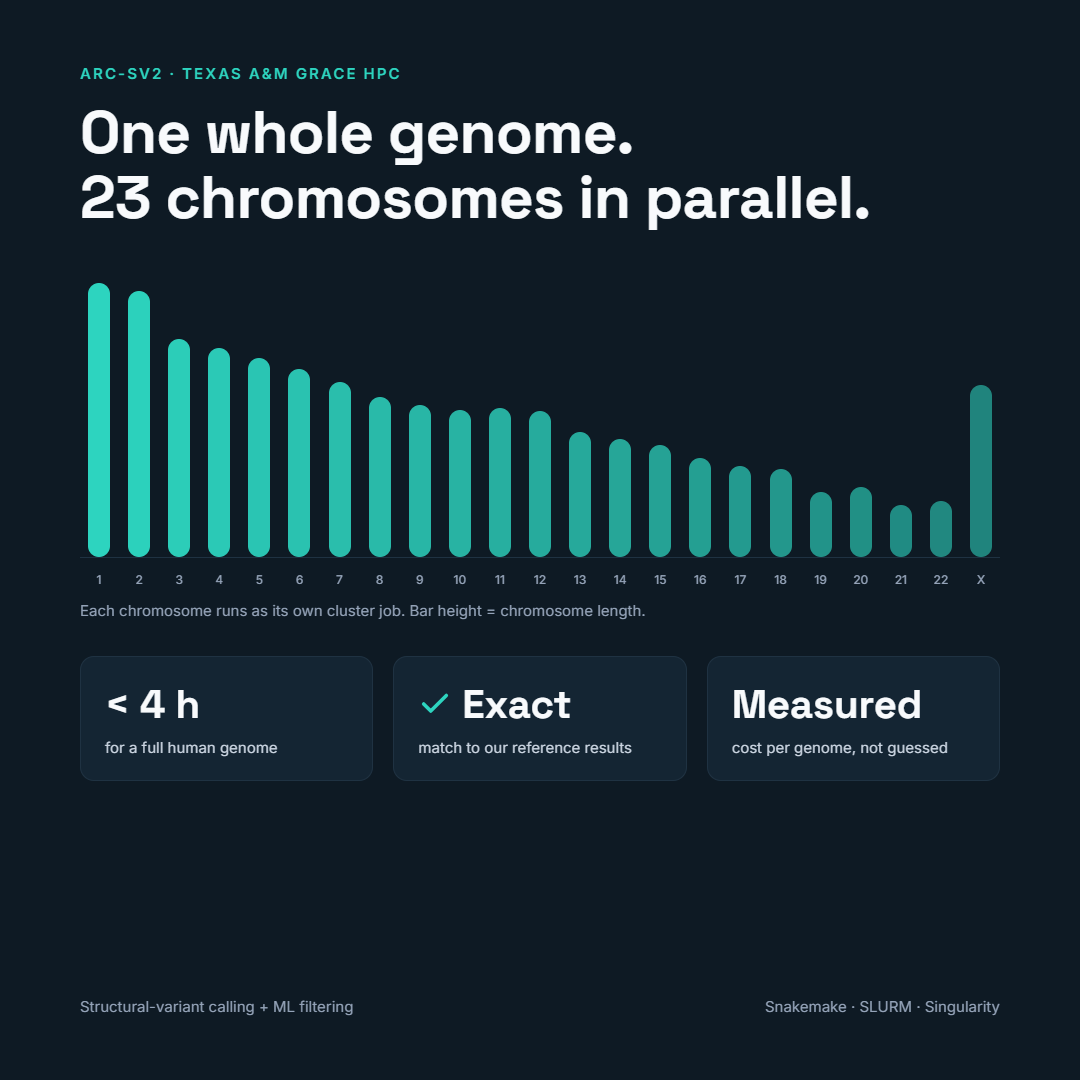 ARC-SV2 · TEXAS A&M GRACE HPC
One whole genome.
23 chromosomes in parallel.
1 2 3 4 5 6 7 8 9 10 11 12 13 14 15 16 17 18 19 20 21 22 X
Each chromosome runs as its own cluster job. Bar height = chromosome length.
< 4 h
for a full human genome
✓ Exact
match to our reference results
Measured
cost per genome, not guessed
Structural-variant calling + ML filtering
Snakemake · SLURM · Singularity